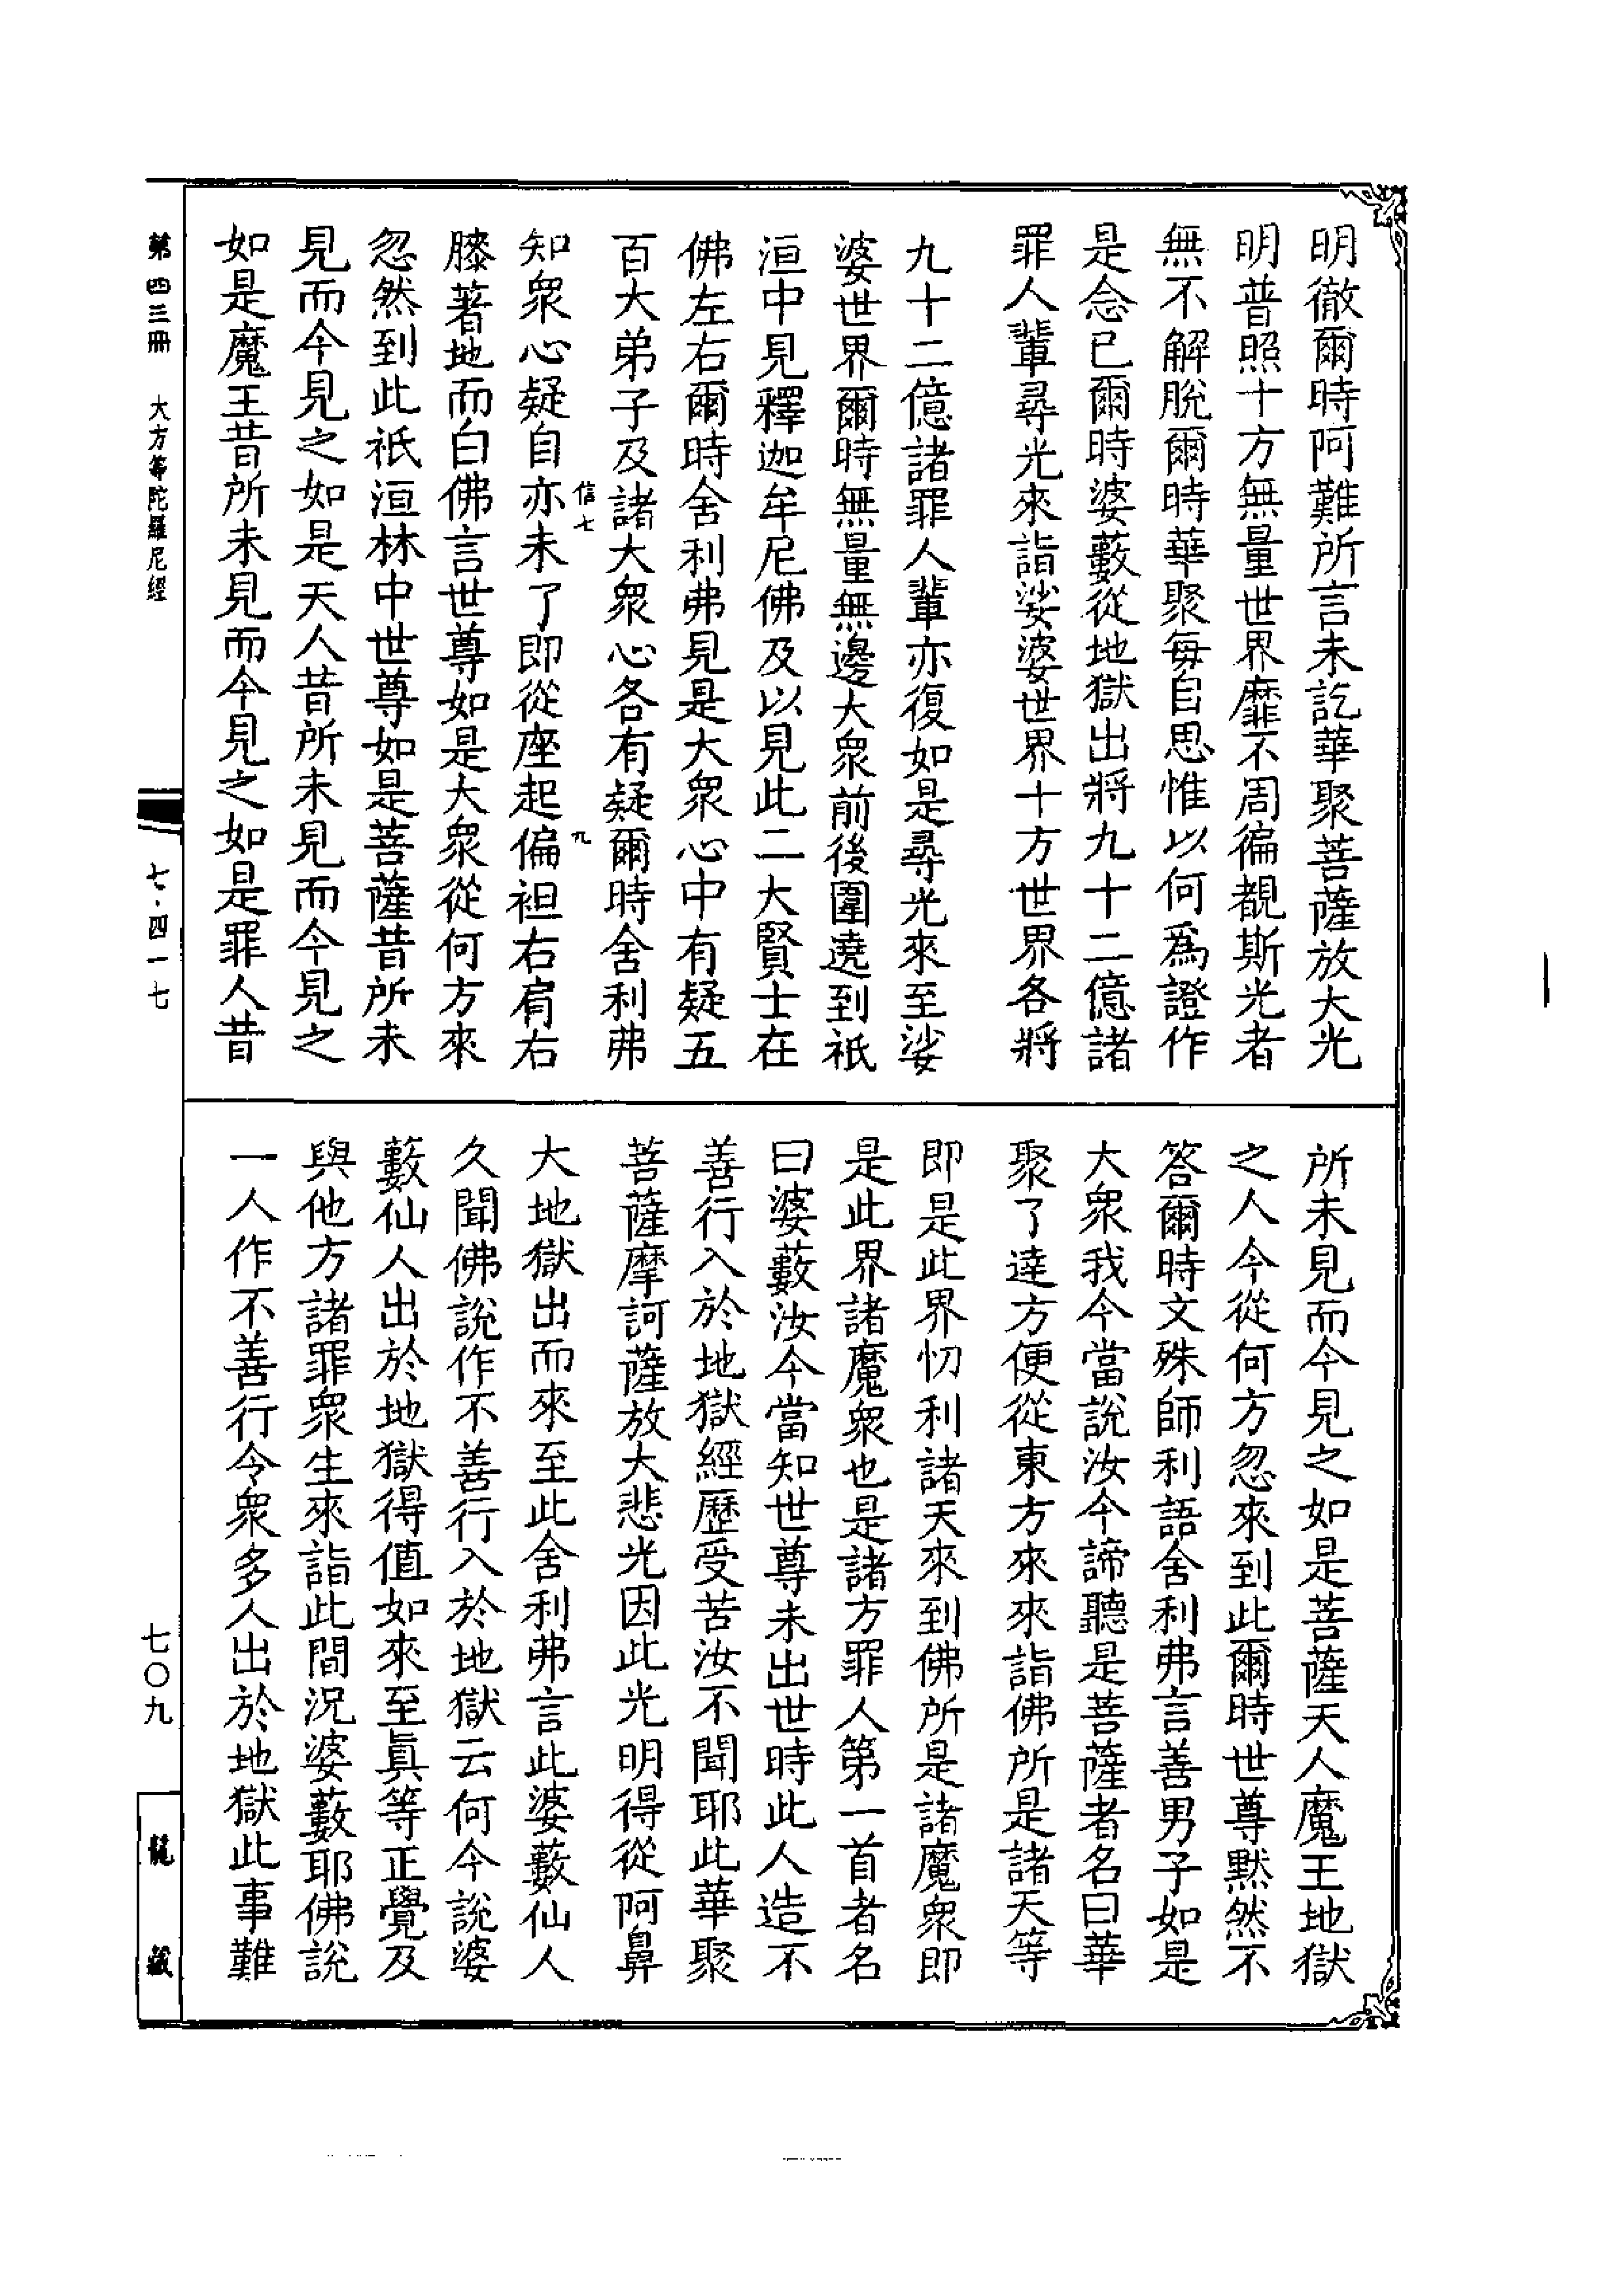 明徹爾時阿難所言未訖華聚菩薩放大光
明普照十方無量世界靡不周徧覩斯光者
無不解脫爾時華聚每自思惟以何爲證作
是念已爾時婆藪從地獄出將九十二億諸
罪人輩尋光來詣娑婆世界十方世界各將
九十二億諸罪人輩亦復如是尋光來至娑
婆世界爾時無量無邊大衆前後圍遶到祇
洹中見釋迦牟尼佛及以見此二大賢士在
佛左右爾時舍利弗見是大衆心中有疑五
百大弟子及諸大衆心各有疑爾時舍利弗
信七
九
知衆心疑自亦未了即從座起偏袒右肩右
膝著地而白佛言世尊如是大衆從何方來
忽然到此祇洹林中世尊如是菩薩昔所未
見而今見之如是天人昔所未見而今見之
如是魔王昔所未見而今見之如是罪人昔
所未見而今見之如是菩薩天人魔王地獄
之人今從何方忽來到此爾時世尊默然不
答爾時文殊師利語舍利弗言善男子如是
大衆我今當說汝今諦聽是菩薩者名曰華
聚了達方便從東方來來詣佛所是諸天等
即是此界忉利諸天來到佛所是諸魔衆即
是此界諸魔衆也是諸方罪人第一首者名
曰婆藪汝今當知世尊未出世時此人造不
善行入於地獄經歷受苦汝不聞耶此華聚
菩薩摩訶薩放大悲光因此光明得從阿鼻
大地獄出而來至此舍利弗言此婆藪仙人
久聞佛說作不善行入於地獄云何今說婆
藪仙人出於地獄得值如來至眞等正覺及
與他方諸罪衆生來詣此間況婆藪耶佛說
一人作不善行令衆多人出於地獄此事難
第四三冊　大方等陀羅尼經
七·四一七
七〇九
龍藏